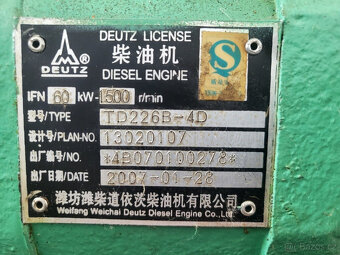 DEUTZ
DEUTZ LICENSE
柴油机
DIESEL ENGINE
IFN 60 kW-1500 r/min
型号/TYPE TD226B-4D
设计号/PLAN-NO. 13020107
出厂编号/NO. *4B070100278*
出厂日期/DATE 2007-01-28
潍坊潍柴道依茨柴油机有限公司
Weifang Weichai Deutz Diesel Engine Co., Ltd.